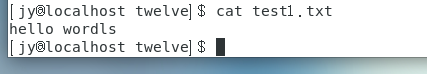 [jy@localhost twelve]$ cat test1.txt
hello wordls
[jy@localhost twelve]$